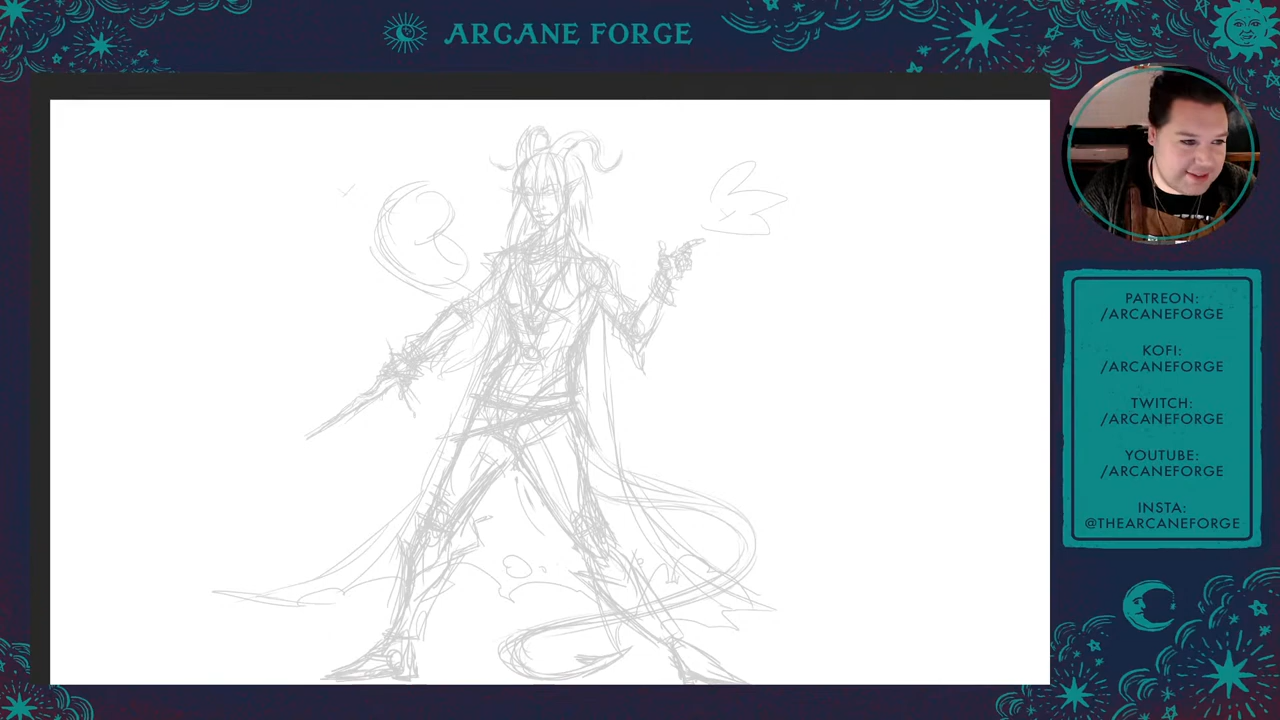 ARCANE FORGE
PATREON:
/ARCANEFORGE
KOFI:
/ARCANEFORGE
TWITCH:
/ARCANEFORGE
YOUTUBE:
/ARCANEFORGE
INSTA:
@THEARCANEFORGE